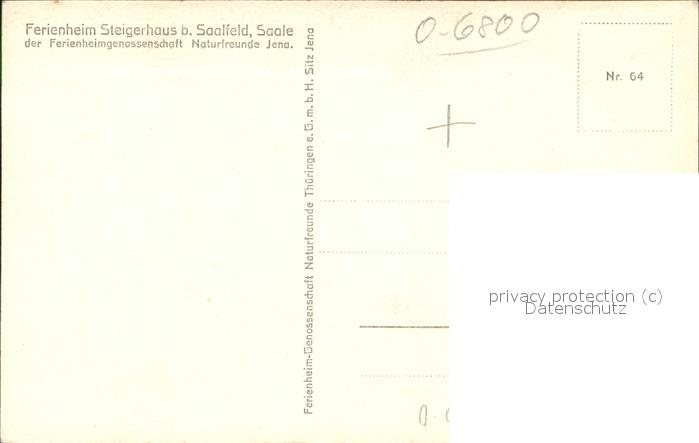 Ferienheim Steigerhaus b. Saalfeld, Saale
der Ferienheimgenossenschaft Naturfreunde Jena.
Ferienheim-Genossenschaft Naturfreunde Thüringen e.G.m.b.H. Sitz Jena
0-6800
Nr. 64
privacy protection (c)
Datenschutz